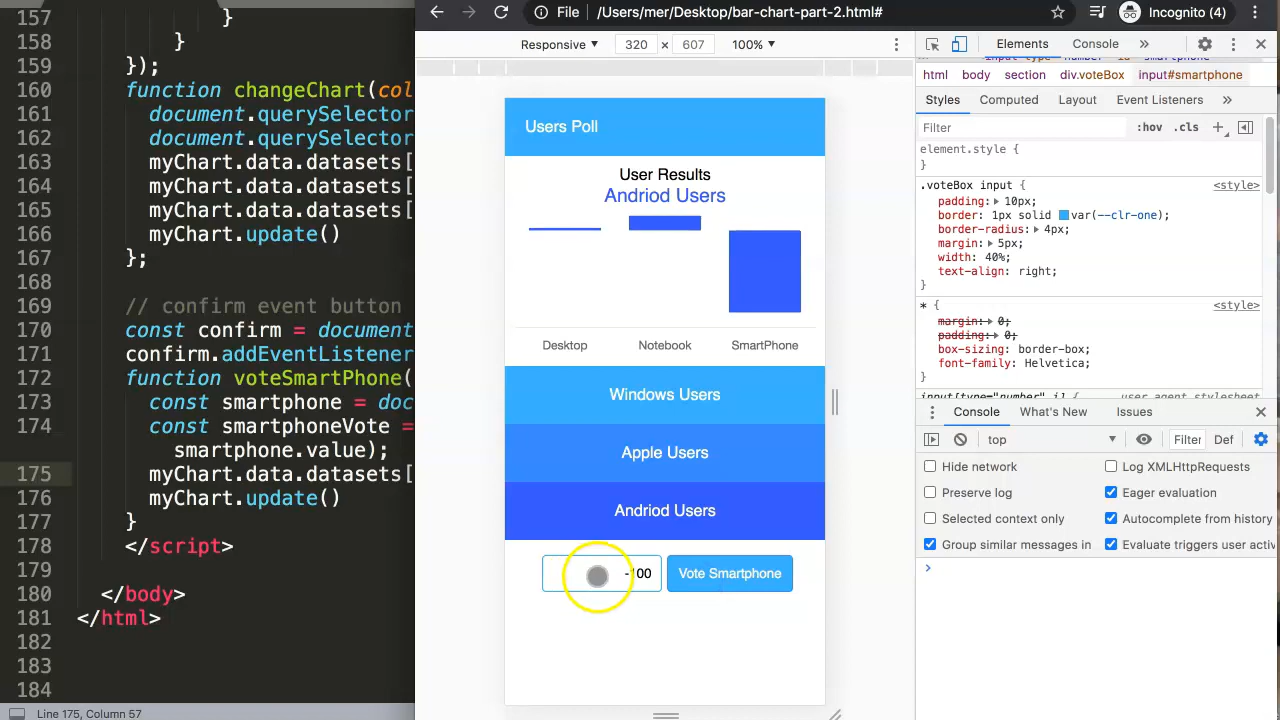 157 }
158 }
159 });
160 function changeChart(col
161 document.querySelector
162 document.querySelector
163 myChart.data.datasets[
164 myChart.data.datasets[
165 myChart.data.datasets[
166 myChart.update()
167 };
168
169 // confirm event button
170 const confirm = document
171 confirm.addEventListener
172 function voteSmartPhone(
173 const smartphone = doc
174 const smartphoneVote =
smartphone.value);
175 myChart.data.datasets[
176 myChart.update()
177 }
178 </script>
179
180 </body>
181 </html>
182
183
184
Line 175, Column 57
File /Users/mer/Desktop/bar-chart-part-2.html# Incognito (4)
Responsive 320 x 607 100%
Users Poll
User Results
Andriod Users
Desktop Notebook SmartPhone
Windows Users
Apple Users
Andriod Users
-100 Vote Smartphone
Elements Console
html body section div.voteBox input#smartphone
Styles Computed Layout Event Listeners
Filter :hov .cls
element.style {
}
.voteBox input { <style>
padding: 10px;
border: 1px solid var(--clr-one);
border-radius: 4px;
margin: 5px;
width: 40%;
text-align: right;
}
* { <style>
margin: 0;
padding: 0;
box-sizing: border-box;
font-family: Helvetica;
}
Console What's New Issues
top Filter Def
Hide network Log XMLHttpRequests
Preserve log Eager evaluation
Selected context only Autocomplete from history
Group similar messages in Evaluate triggers user activ